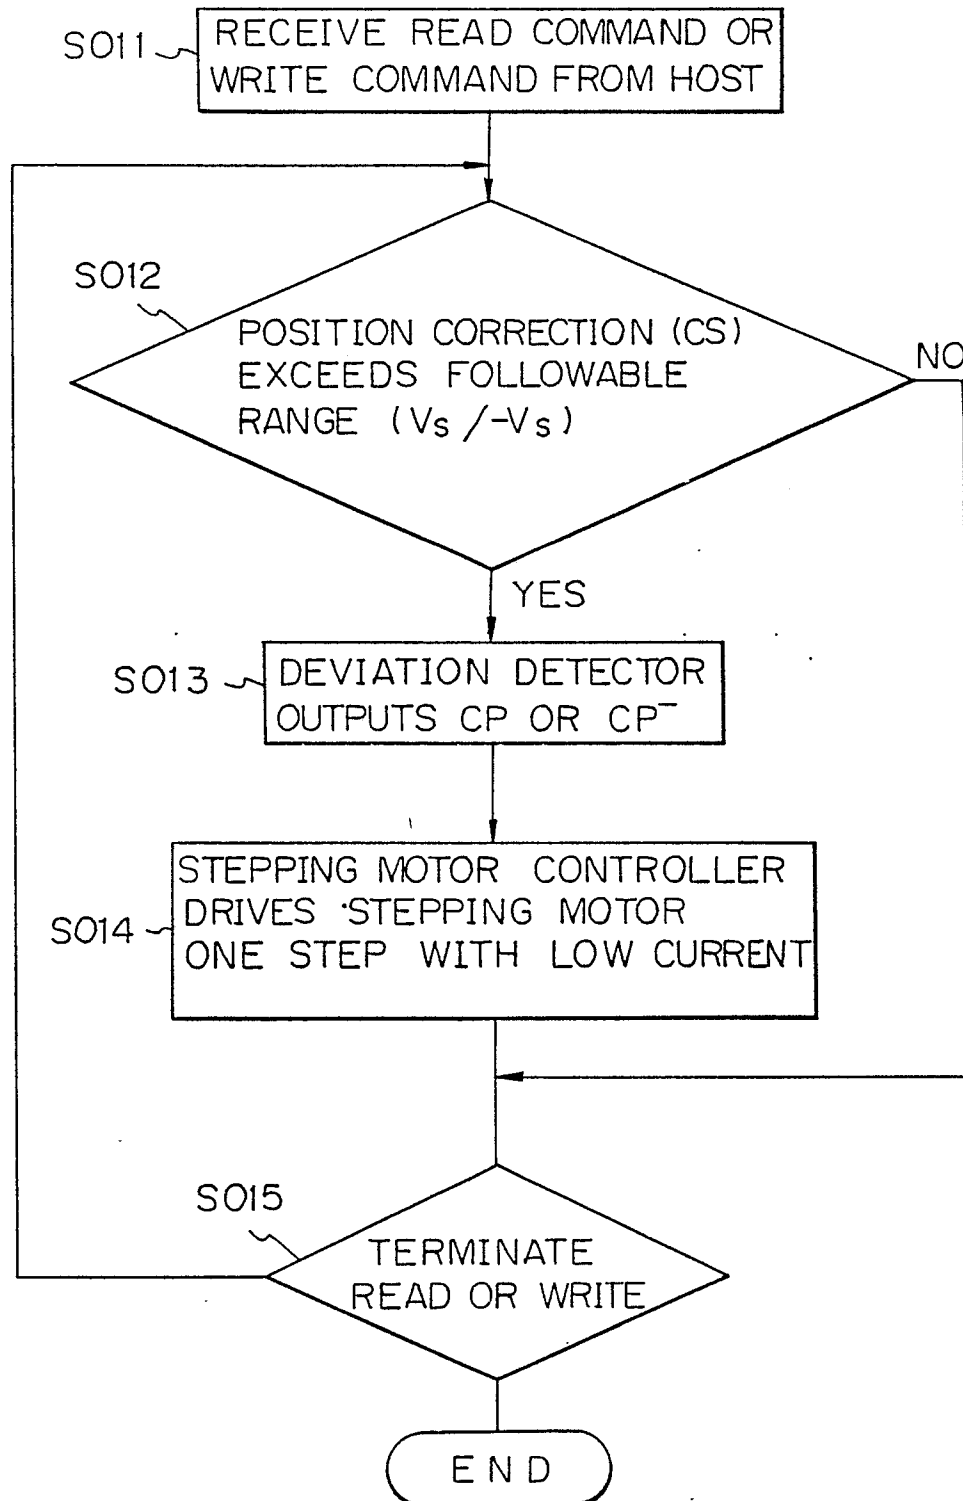 S011
RECEIVE READ COMMAND OR
WRITE COMMAND FROM HOST
S012
POSITION CORRECTION (CS)
EXCEEDS FOLLOWABLE
RANGE (Vs/-Vs)
NO
YES
S013
DEVIATION DETECTOR
OUTPUTS CP OR CP⁻
S014
STEPPING MOTOR CONTROLLER
DRIVES STEPPING MOTOR
ONE STEP WITH LOW CURRENT
S015
TERMINATE
READ OR WRITE
END